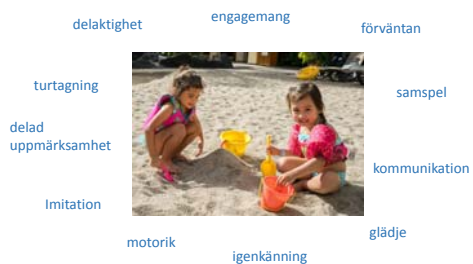 engagemang
delaktighet
förväntan
turtagning
samspel
delad
uppmärksamhet
kommunikation
Imitation
glädje
motorik
igenkänning